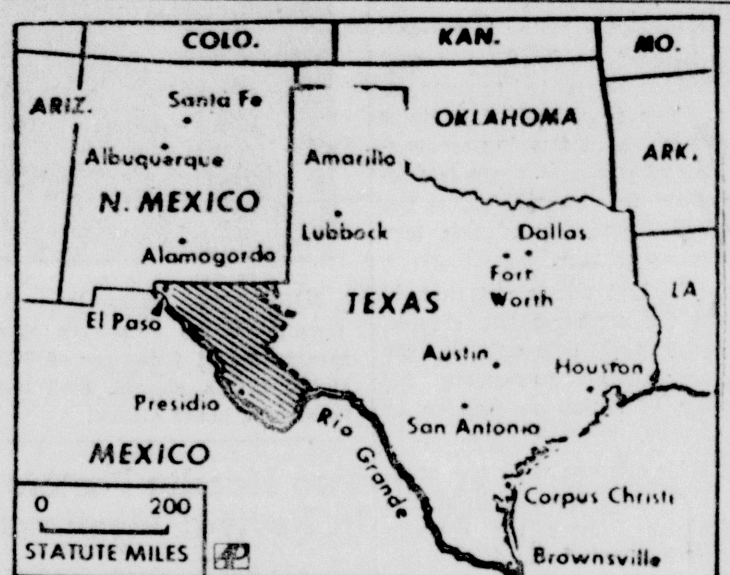 COLO.
KAN.
MO.
ARIZ.
Santa Fe
OKLAHOMA
Albuquerque
Amarillo
ARK.
N. MEXICO
Lubbock
Dallas
Alamogordo
Fort
Worth
TEXAS
LA
El Paso
Austin
Houston
Presidio
San Antonio
Rio Grande
MEXICO
0 200
STATUTE MILES
AP
Corpus Christi
Brownsville